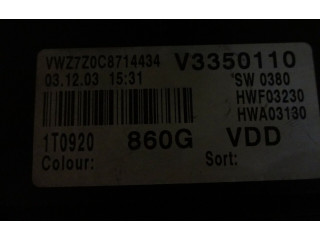 VWZ7Z0C8714434 V3350110
03.12.03 15:31 SW 0380
HWF03230
HWA03130
1T0920 860G VDD
Colour: Sort: